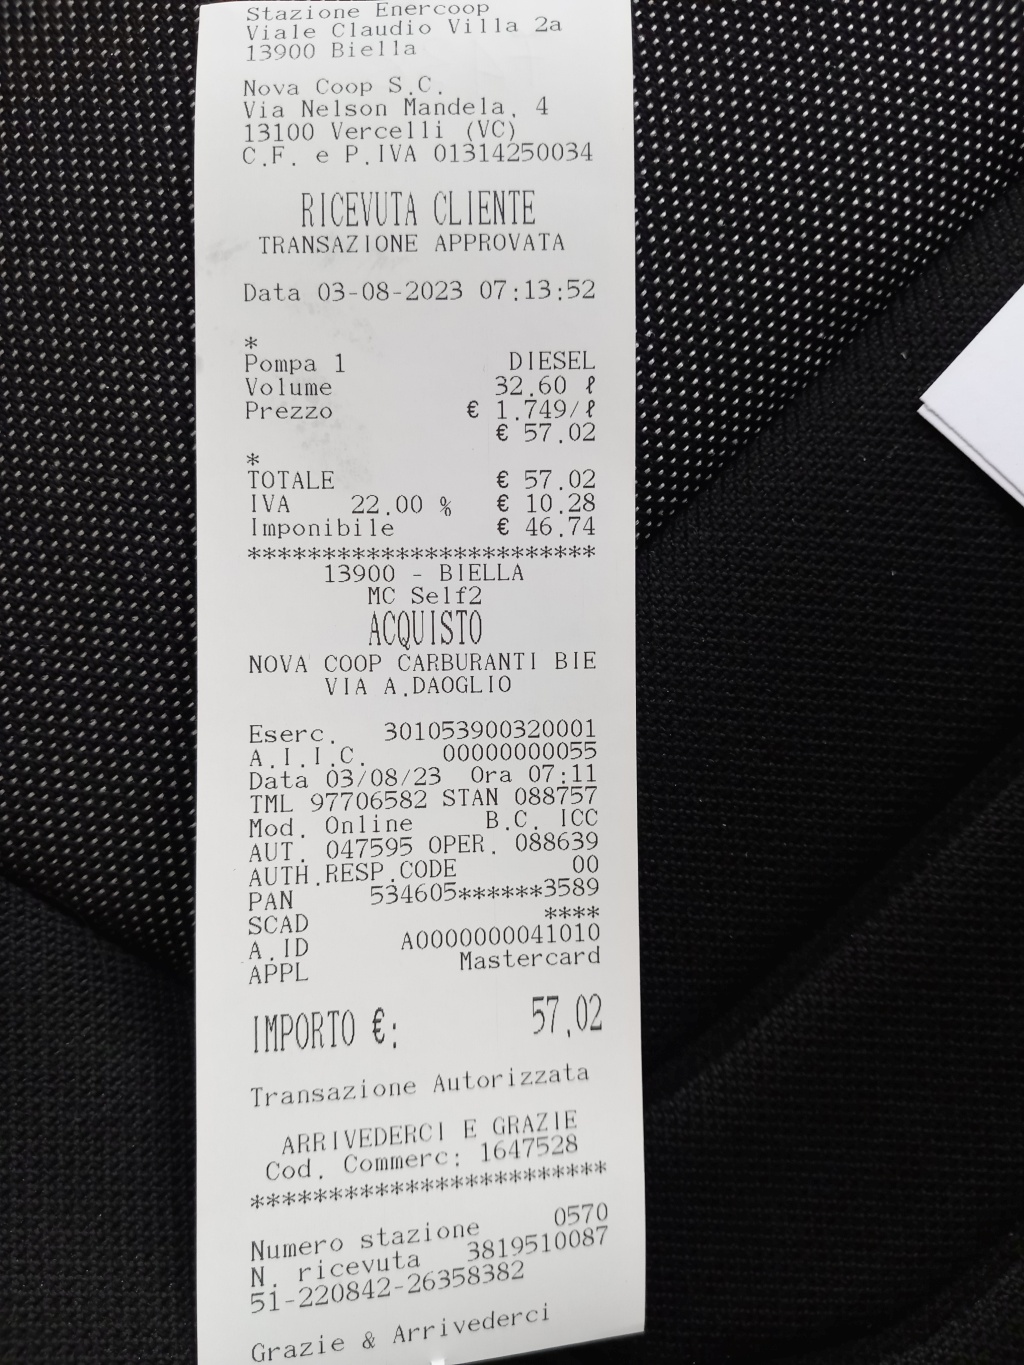 Stazione Enercoop
Viale Claudio Villa 2a
13900 Biella
Nova Coop S.C.
Via Nelson Mandela, 4
13100 Vercelli (VC)
C.F. e P.IVA 01314250034
RICEVUTA CLIENTE
TRANSAZIONE APPROVATA
Data 03-08-2023 07:13:52
*
Pompa 1 DIESEL
Volume 32.60 ℓ
Prezzo € 1.749/ℓ
€ 57.02
*
TOTALE € 57.02
IVA 22.00 % € 10.28
Imponibile € 46.74
************************
13900 - BIELLA
MC Self2
ACQUISTO
NOVA COOP CARBURANTI BIE
VIA A.DAOGLIO
Eserc. 301053900320001
A.I.I.C. 00000000055
Data 03/08/23 Ora 07:11
TML 97706582 STAN 088757
Mod. Online B.C. ICC
AUT. 047595 OPER. 088639
AUTH.RESP.CODE 00
PAN 534605******3589
SCAD ****
A.ID A0000000041010
APPL Mastercard
IMPORTO €: 57,02
Transazione Autorizzata
ARRIVEDERCI E GRAZIE
Cod. Commerc: 1647528
************************
Numero stazione 0570
N. ricevuta 3819510087
51-220842-26358382
Grazie & Arrivederci